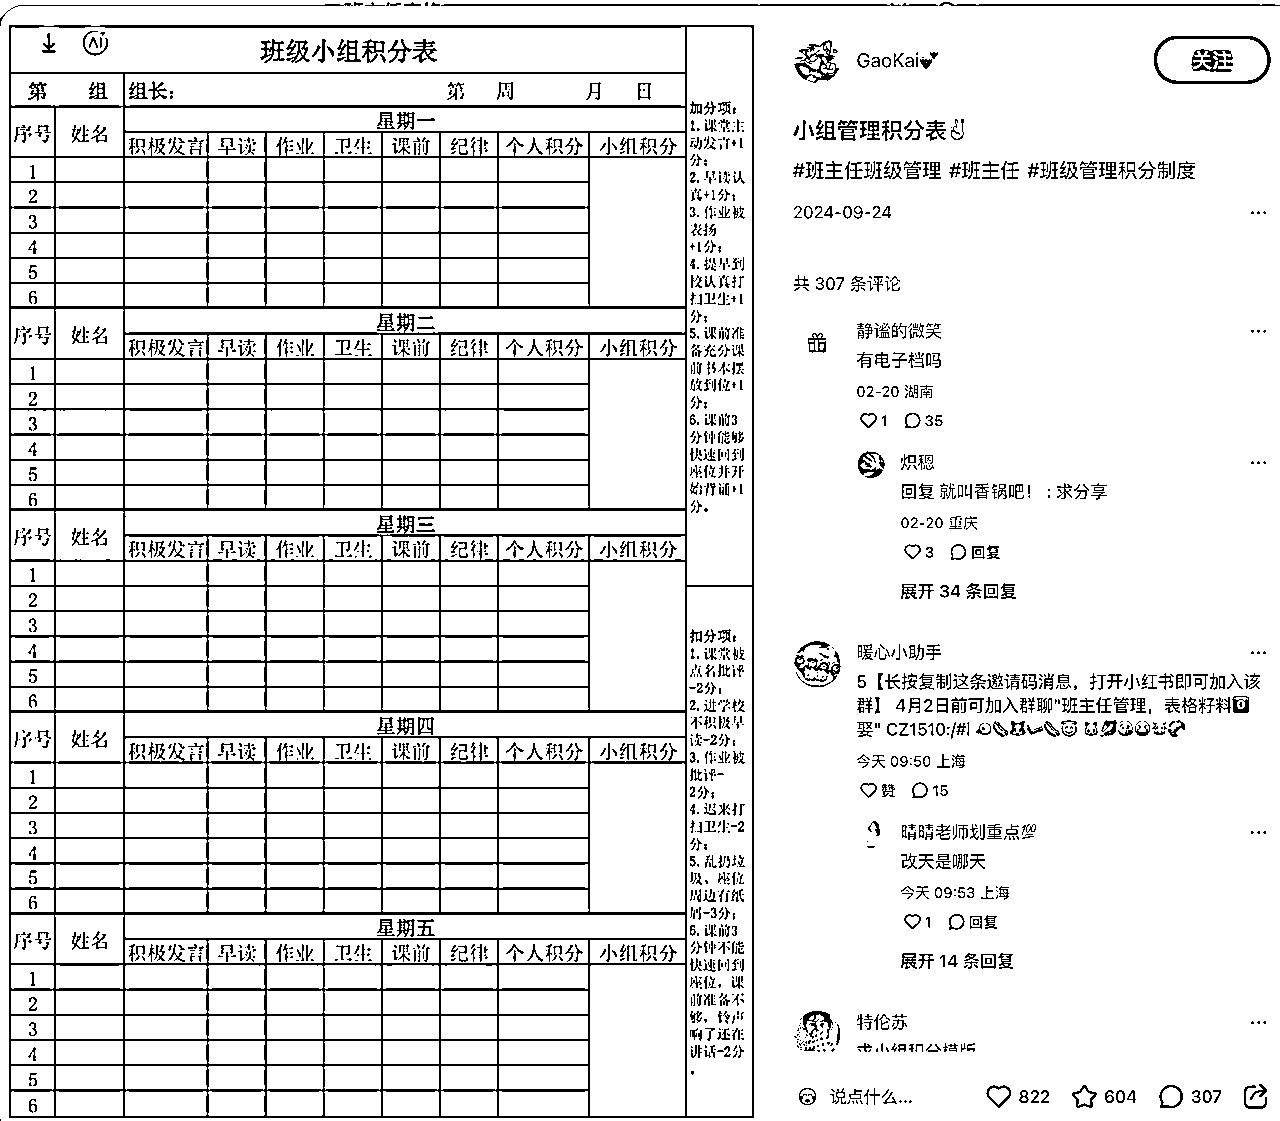 班级小组积分表
第 组 组长: 第 周 月 日
序号 姓名 星期一
积极发言 早读 作业 卫生 课前 纪律 个人积分 小组积分
1
2
3
4
5
6
序号 姓名 星期二
积极发言 早读 作业 卫生 课前 纪律 个人积分 小组积分
1
2
3
4
5
6
序号 姓名 星期三
积极发言 早读 作业 卫生 课前 纪律 个人积分 小组积分
1
2
3
4
5
6
序号 姓名 星期四
积极发言 早读 作业 卫生 课前 纪律 个人积分 小组积分
1
2
3
4
5
6
序号 姓名 星期五
积极发言 早读 作业 卫生 课前 纪律 个人积分 小组积分
1
2
3
4
5
6
加分项:
1.课堂主
动发言+1
分;
2.早读认
真+1分;
3.作业被
表扬
+1分;
4.提早到
校认真打
扫卫生+1
分;
5.课前准
备充分课
前书本摆
放到位+1
分;
6.课前3
分钟能够
快速回到
座位并开
始背诵+1
分。
扣分项:
1.课堂被
点名批评
-2分;
2.进学校
不积极早
读-2分;
3.作业被
批评-
2分;
4.迟来打
扫卫生-2
分;
5.乱扔垃
圾、座位
周边有纸
屑-3分;
6.课前3
分钟不能
快速回到
座位,课
前准备不
够,铃声
响了还在
讲话-2分
。
GaoKai
关注
小组管理积分表
#班主任班级管理 #班主任 #班级管理积分制度
2024-09-24
共 307 条评论
静谧的微笑
有电子档吗
02-20 湖南
1 35
炽穗
回复 就叫香锅吧! : 求分享
02-20 重庆
3 回复
展开 34 条回复
暖心小助手
5【长按复制这条邀请码消息,打开小红书即可加入该
群】 4月2日前可加入群聊"班主任管理,表格籽料
娶" CZ1510:/#
今天 09:50 上海
赞 15
晴晴老师划重点💯
改天是哪天
今天 09:53 上海
1 回复
展开 14 条回复
特伦苏
求小组积分模版
说点什么... 822 604 307